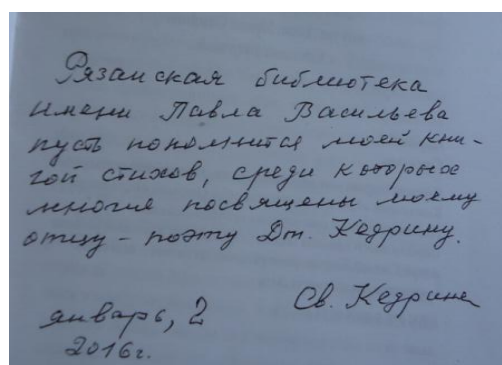 Рязанская библиотека
имени Павла Васильева
пусть пополнится моей кни-
гой стихов, среди которых
многие посвящены моему
отцу – поэту Дм. Кедрину.
Св. Кедрина
январь, 2
2016г.